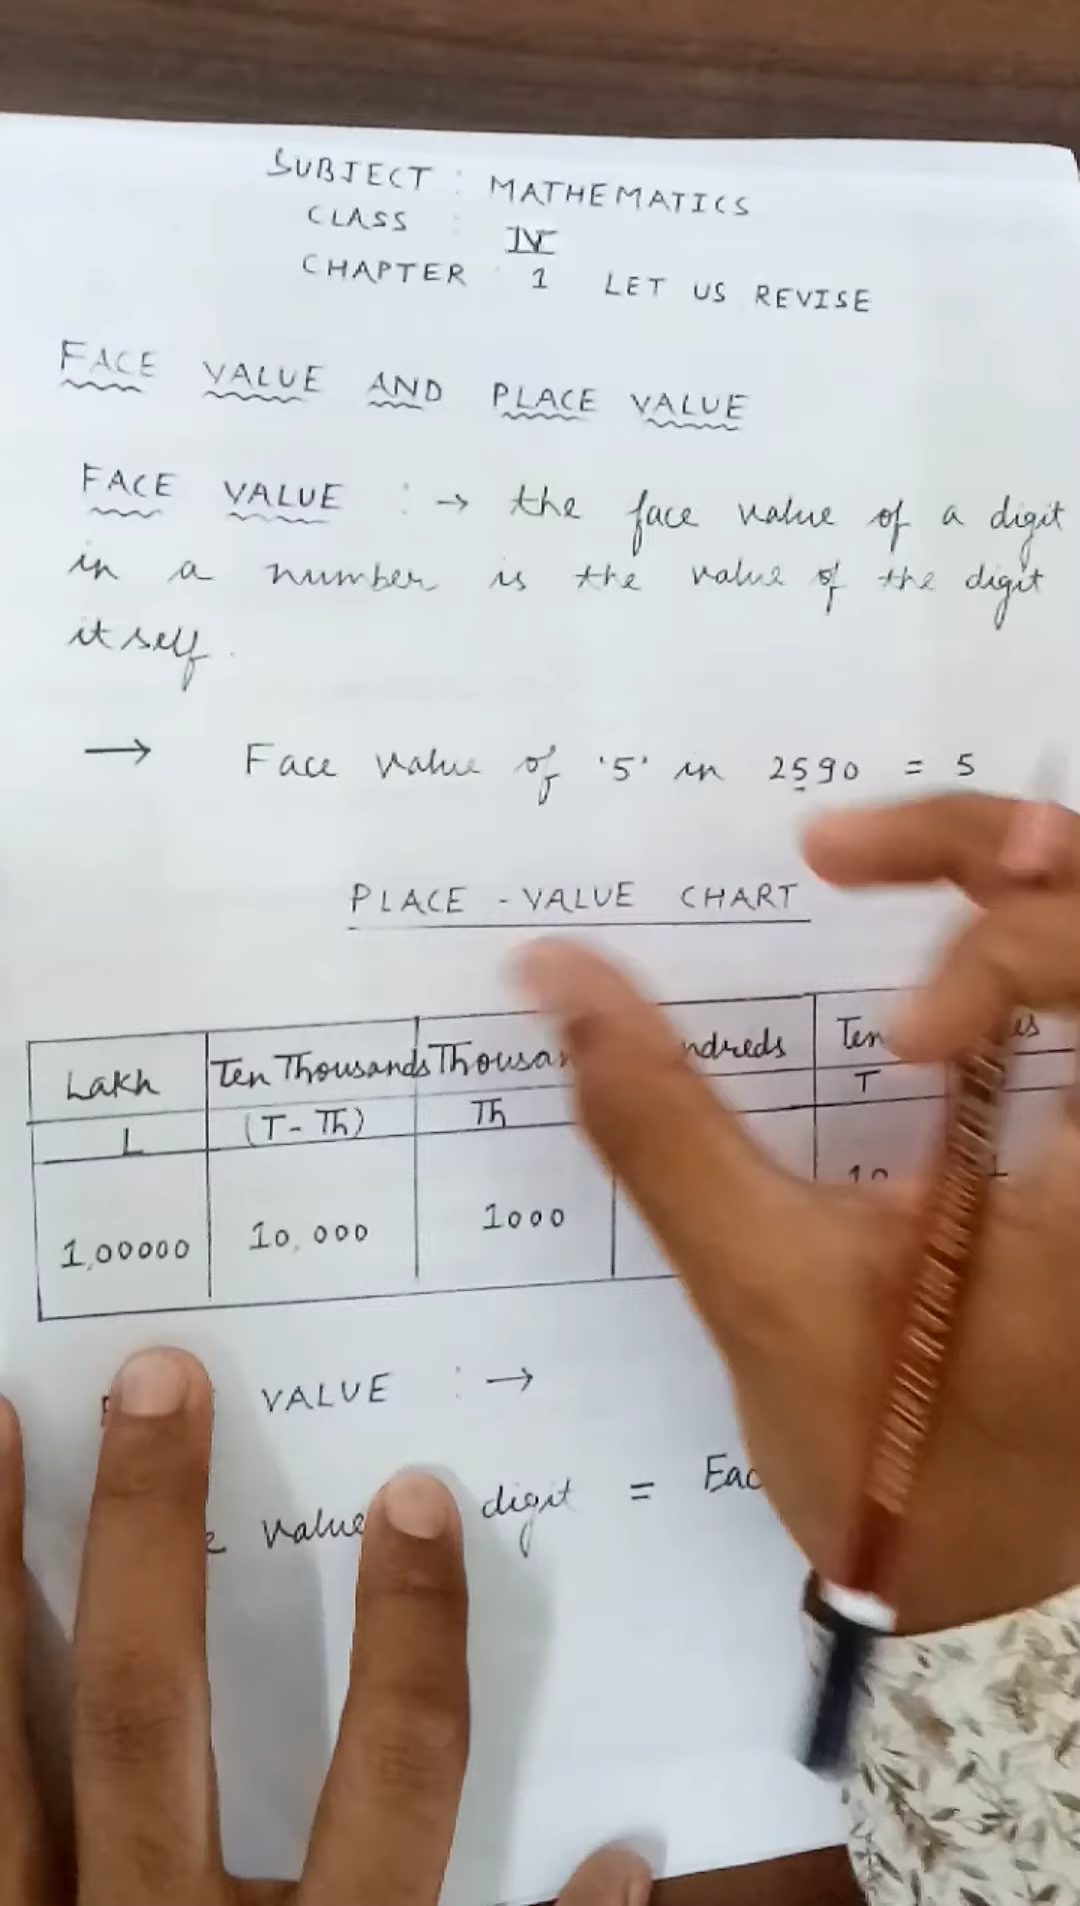 SUBJECT : MATHEMATICS
CLASS : IV
CHAPTER : 1 LET US REVISE
FACE VALUE AND PLACE VALUE
FACE VALUE : → the face value of a digit
in a number is the value of the digit
itself.
→ Face value of '5' in 2590 = 5
PLACE - VALUE CHART
Lakh Ten Thousands
L (T-Th) Th T
1,00000 10,000 1000 10 1
VALUE : →
value digit =